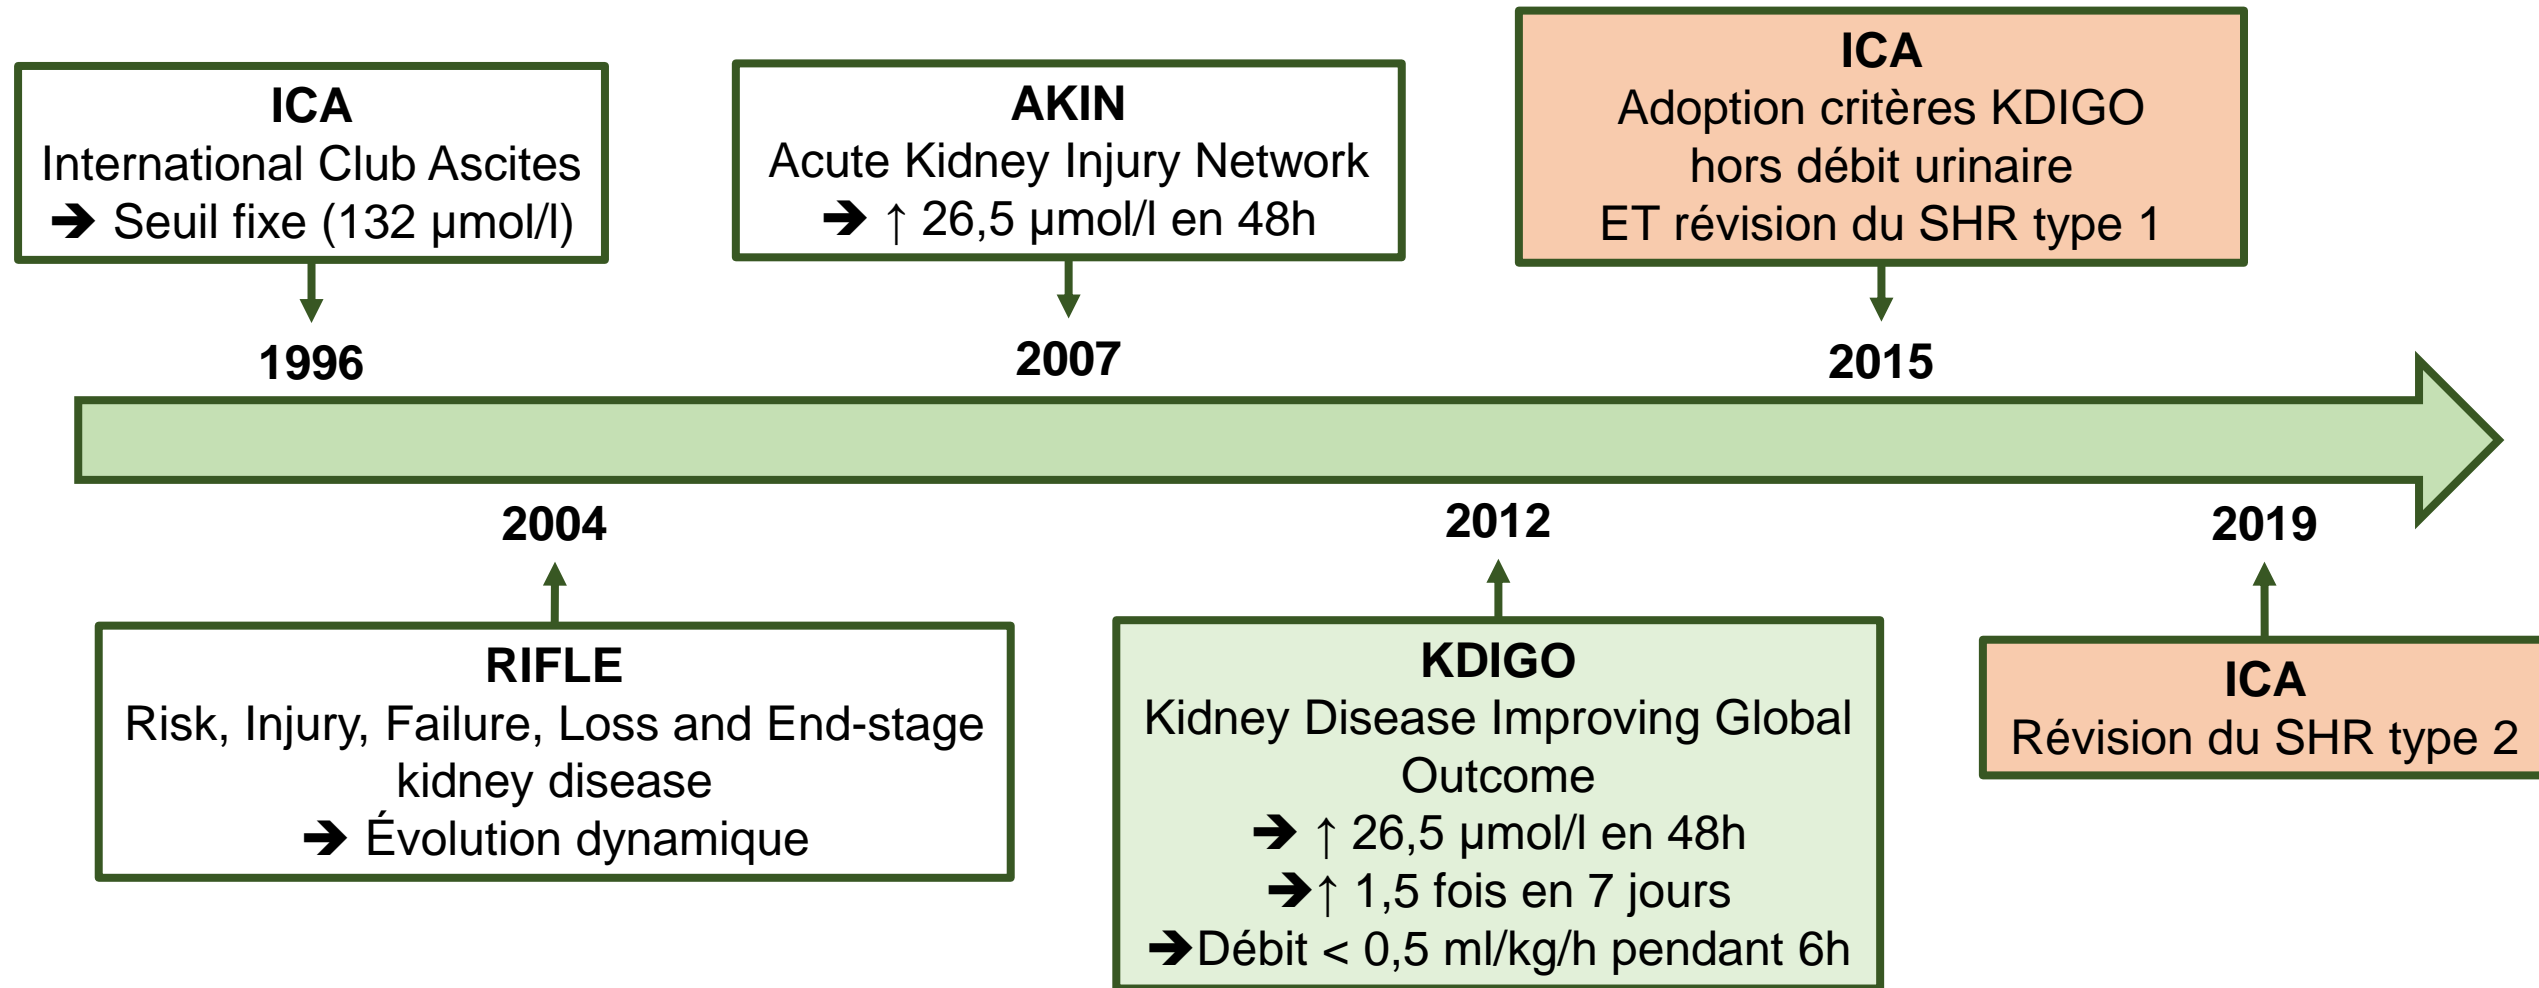 ICA
International Club Ascites
➔ Seuil fixe (132 µmol/l)
AKIN
Acute Kidney Injury Network
➔ ↑ 26,5 µmol/l en 48h
ICA
Adoption critères KDIGO
hors débit urinaire
ET révision du SHR type 1
1996
2007
2015
2004
2012
2019
RIFLE
Risk, Injury, Failure, Loss and End-stage
kidney disease
➔ Évolution dynamique
KDIGO
Kidney Disease Improving Global
Outcome
➔ ↑ 26,5 µmol/l en 48h
➔↑ 1,5 fois en 7 jours
➔Débit < 0,5 ml/kg/h pendant 6h
ICA
Révision du SHR type 2